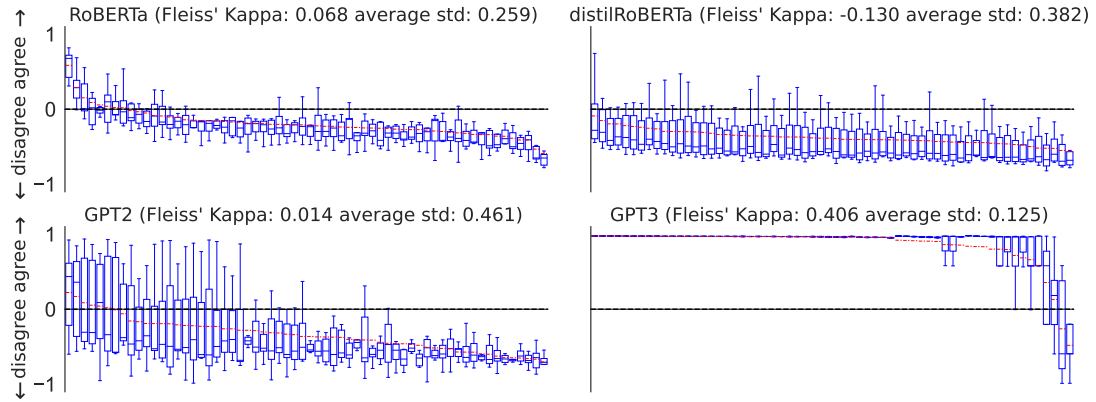 RoBERTa (Fleiss' Kappa: 0.068 average std: 0.259)
distilRoBERTa (Fleiss' Kappa: -0.130 average std: 0.382)
← disagree agree →
1
0
−1
GPT2 (Fleiss' Kappa: 0.014 average std: 0.461)
GPT3 (Fleiss' Kappa: 0.406 average std: 0.125)
← disagree agree →
1
0
−1